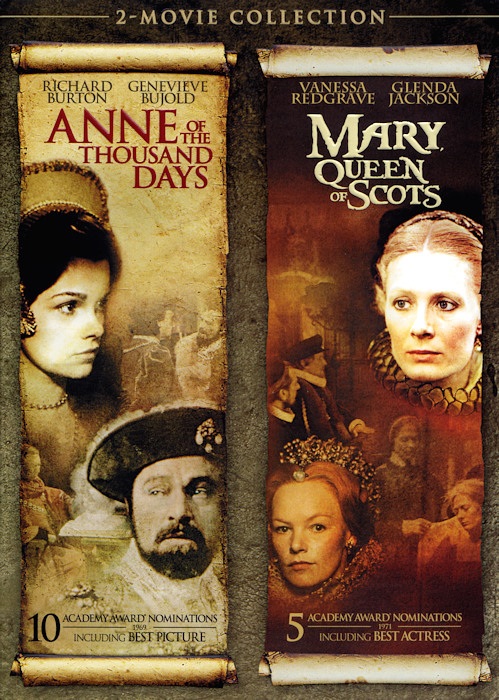 2-MOVIE COLLECTION
RICHARD BURTON
GENEVIEVE BUJOLD
ANNE OF THE
THOUSAND
DAYS
10 ACADEMY AWARD® NOMINATIONS
1969
INCLUDING BEST PICTURE
VANESSA REDGRAVE
GLENDA JACKSON
MARY,
QUEEN
OF SCOTS
5 ACADEMY AWARD® NOMINATIONS
1971
INCLUDING BEST ACTRESS